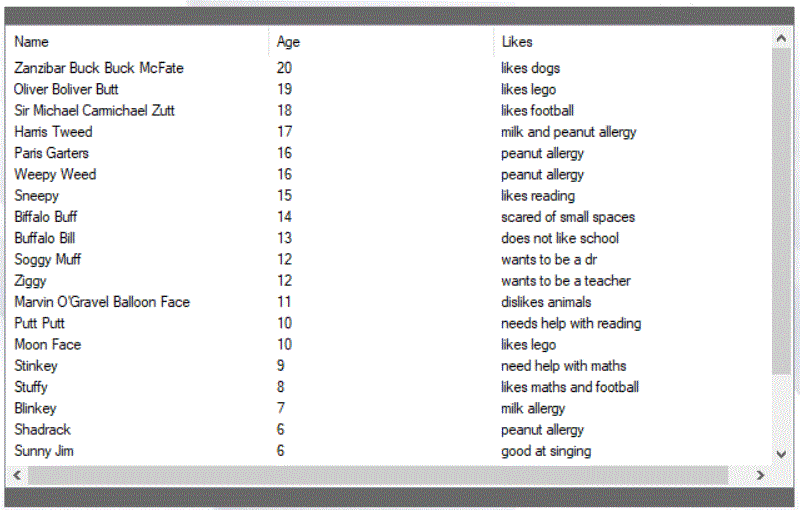 Name Age Likes
Zanzibar Buck Buck McFate 20 likes dogs
Oliver Boliver Butt 19 likes lego
Sir Michael Carmichael Zutt 18 likes football
Harris Tweed 17 milk and peanut allergy
Paris Garters 16 peanut allergy
Weepy Weed 16 peanut allergy
Sneepy 15 likes reading
Biffalo Buff 14 scared of small spaces
Buffalo Bill 13 does not like school
Soggy Muff 12 wants to be a dr
Ziggy 12 wants to be a teacher
Marvin O'Gravel Balloon Face 11 dislikes animals
Putt Putt 10 needs help with reading
Moon Face 10 likes lego
Stinkey 9 need help with maths
Stuffy 8 likes maths and football
Blinkey 7 milk allergy
Shadrack 6 peanut allergy
Sunny Jim 6 good at singing